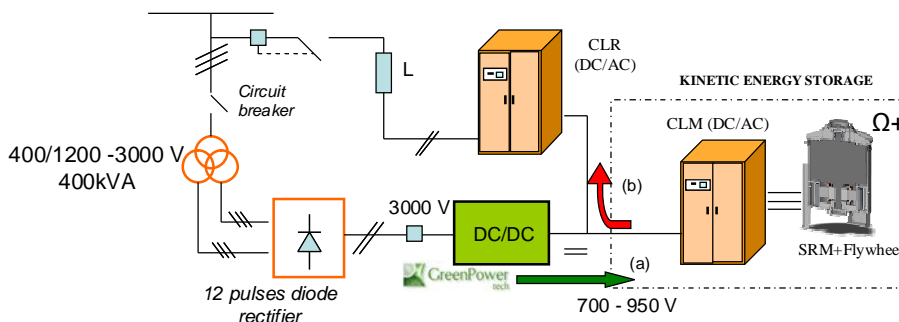 CLR
(DC/AC)
L
Circuit
breaker
KINETIC ENERGY STORAGE
CLM (DC/AC)
Ω+
400/1200 -3000 V
400kVA
3000 V
(b)
DC/DC
SRM+Flywhee
GreenPower
tech
(a)
12 pulses diode
rectifier
700 - 950 V